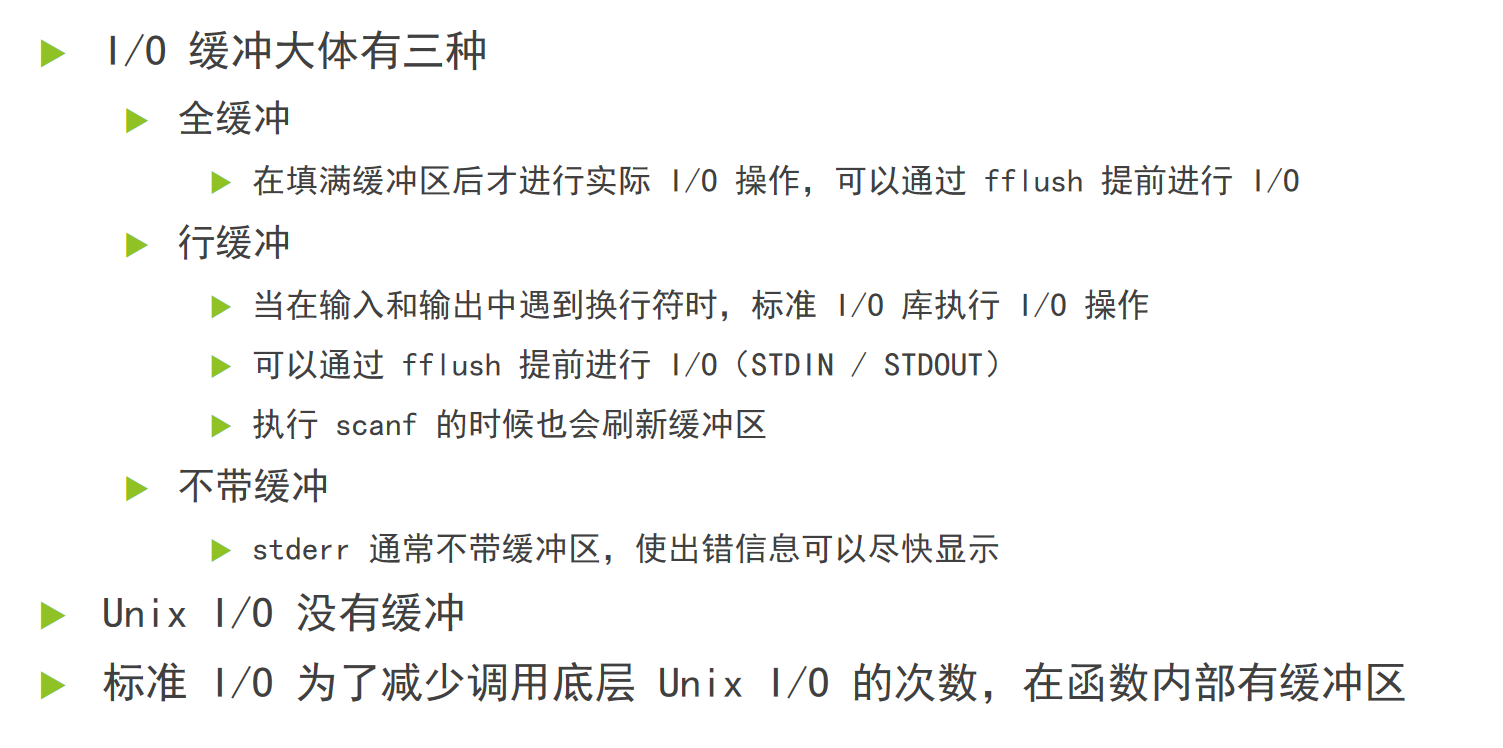 I/O 缓冲大体有三种
全缓冲
在填满缓冲区后才进行实际 I/O 操作，可以通过 fflush 提前进行 I/O
行缓冲
当在输入和输出中遇到换行符时，标准 I/O 库执行 I/O 操作
可以通过 fflush 提前进行 I/O（STDIN / STDOUT）
执行 scanf 的时候也会刷新缓冲区
不带缓冲
stderr 通常不带缓冲区，使出错信息可以尽快显示
Unix I/O 没有缓冲
标准 I/O 为了减少调用底层 Unix I/O 的次数，在函数内部有缓冲区